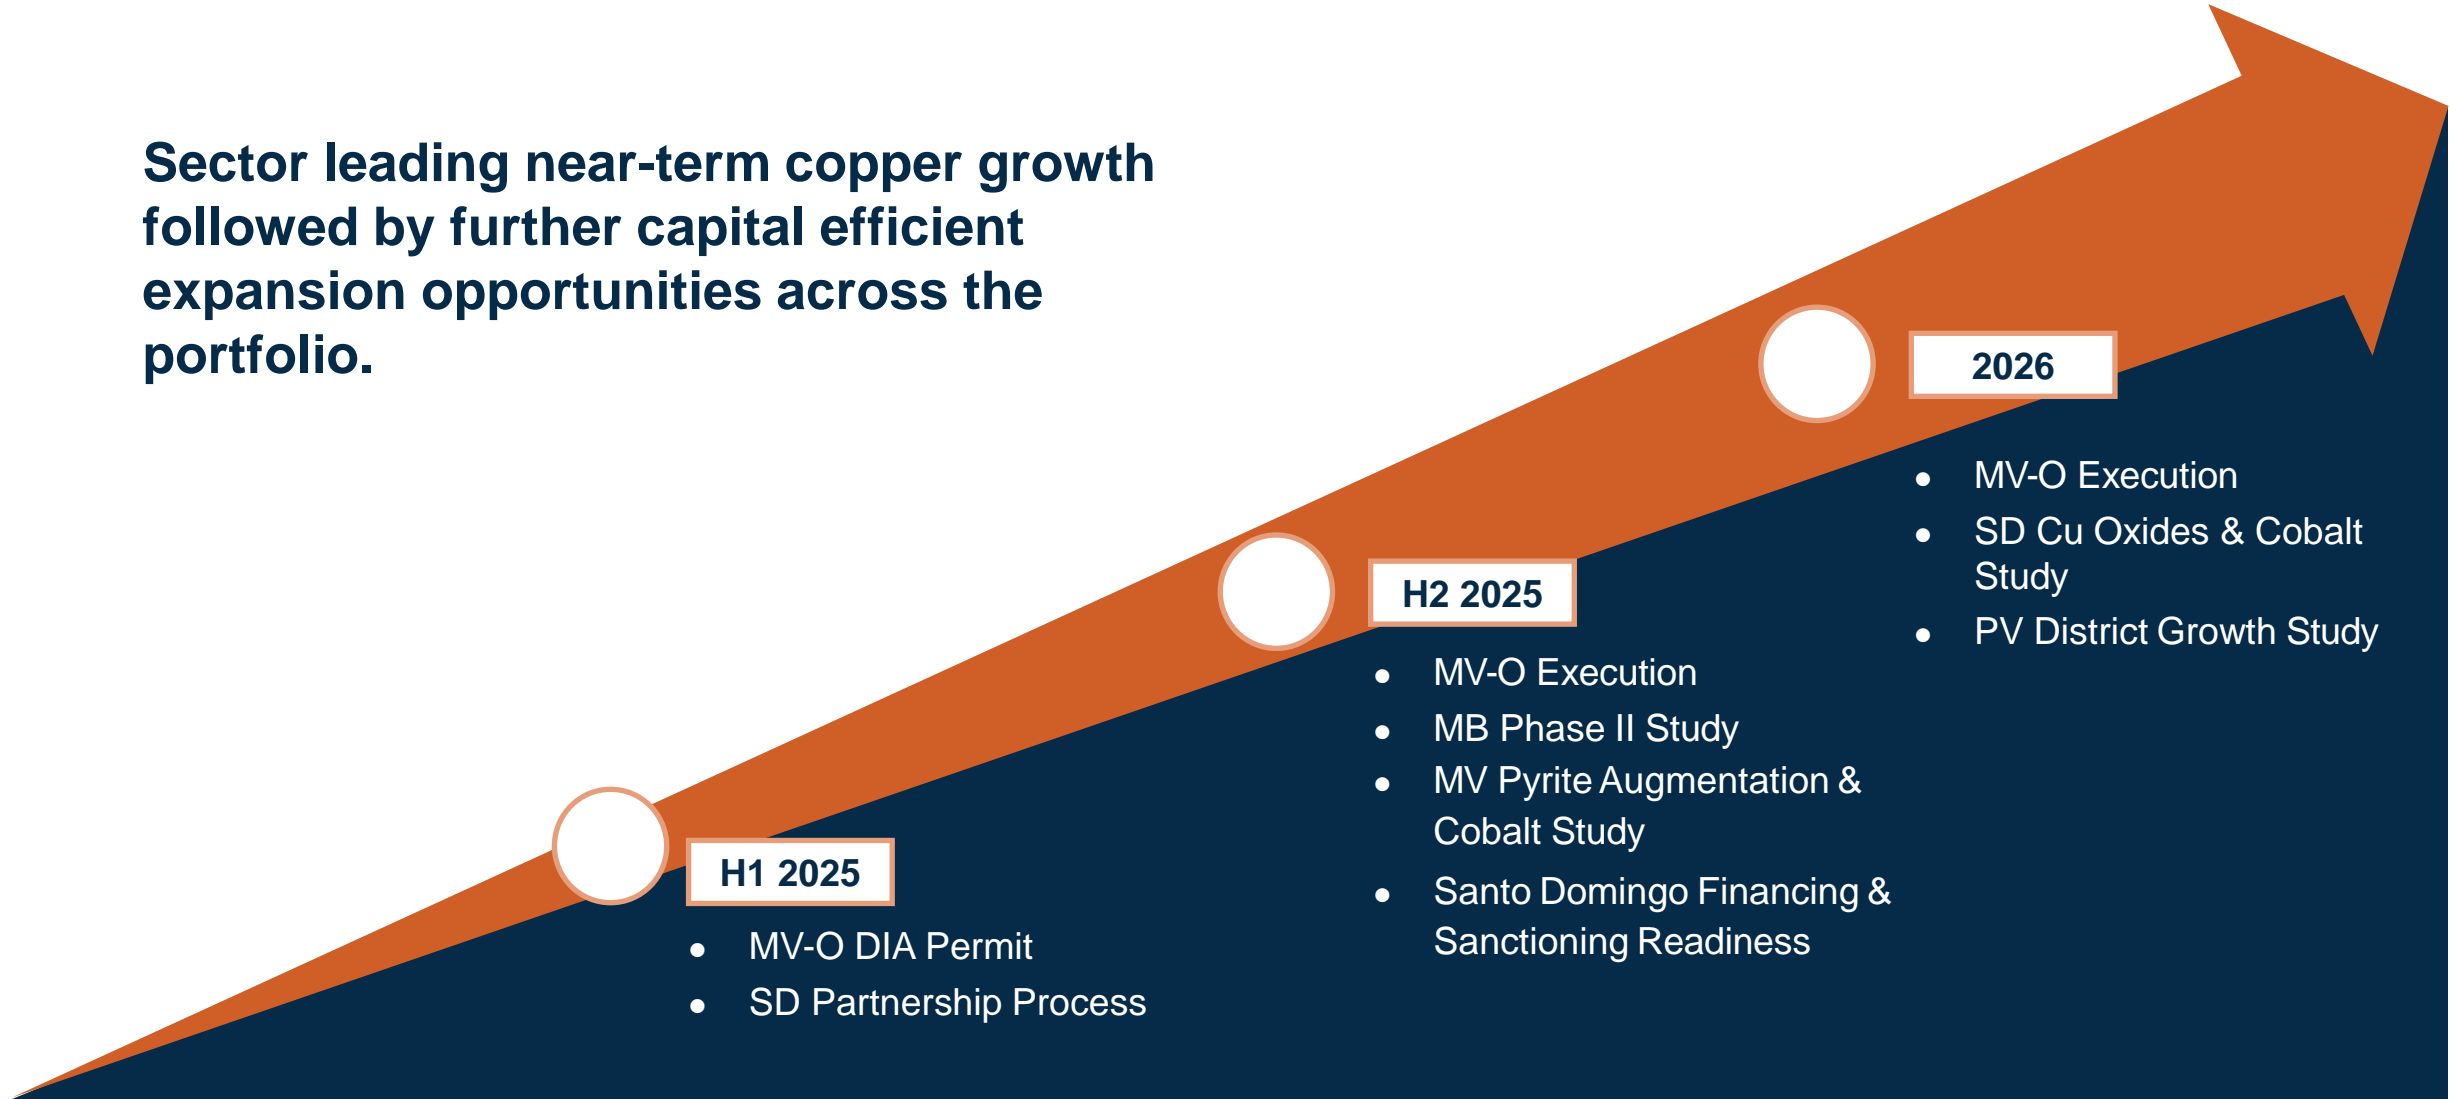 Sector leading near-term copper growth
followed by further capital efficient
expansion opportunities across the
portfolio.
H1 2025
● MV-O DIA Permit
● SD Partnership Process
H2 2025
● MV-O Execution
● MB Phase II Study
● MV Pyrite Augmentation &
Cobalt Study
● Santo Domingo Financing &
Sanctioning Readiness
2026
● MV-O Execution
● SD Cu Oxides & Cobalt
Study
● PV District Growth Study